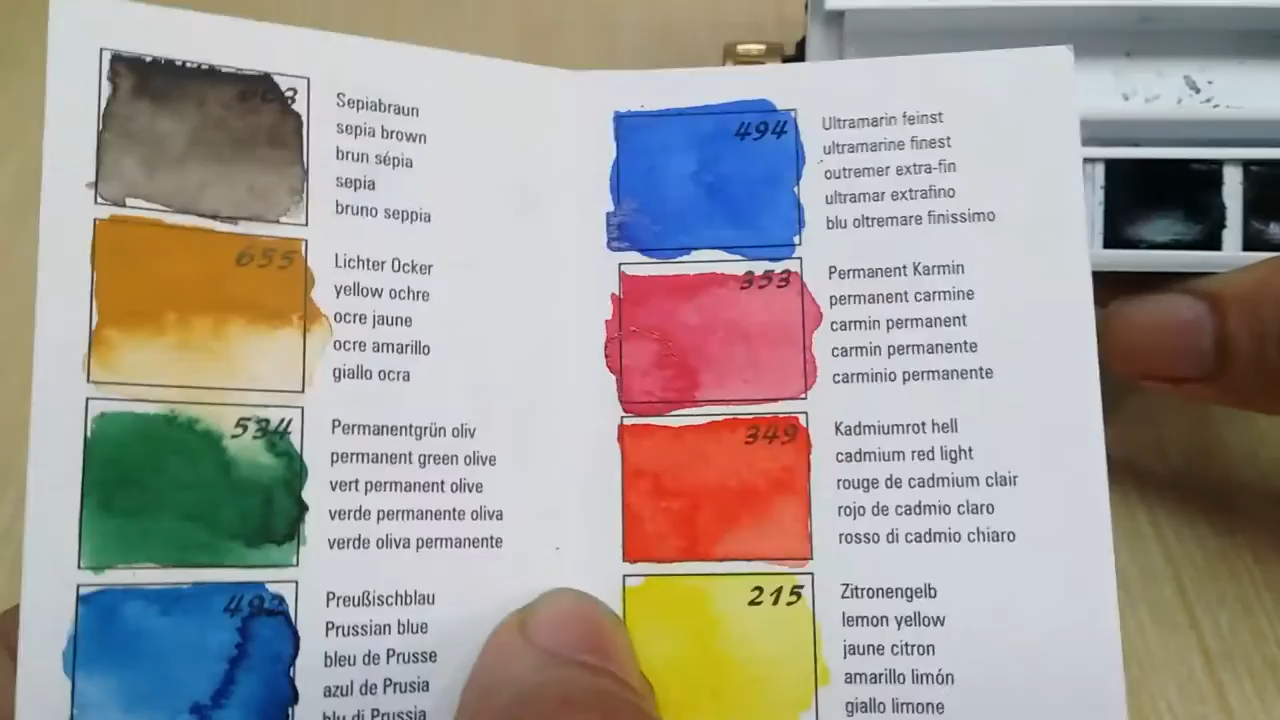 Sepiabraun
sepia brown
brun sépia
sepia
bruno seppia
655
Lichter Ocker
yellow ochre
ocre jaune
ocre amarillo
giallo ocra
534
Permanentgrün oliv
permanent green olive
vert permanent olive
verde permanente oliva
verde oliva permanente
492
Preußischblau
Prussian blue
bleu de Prusse
azul de Prusia
blu di Prussia
494
Ultramarin feinst
ultramarine finest
outremer extra-fin
ultramar extrafino
blu oltremare finissimo
353
Permanent Karmin
permanent carmine
carmin permanent
carmin permanente
carminio permanente
349
Kadmiumrot hell
cadmium red light
rouge de cadmium clair
rojo de cadmio claro
rosso di cadmio chiaro
215
Zitronengelb
lemon yellow
jaune citron
amarillo limón
giallo limone